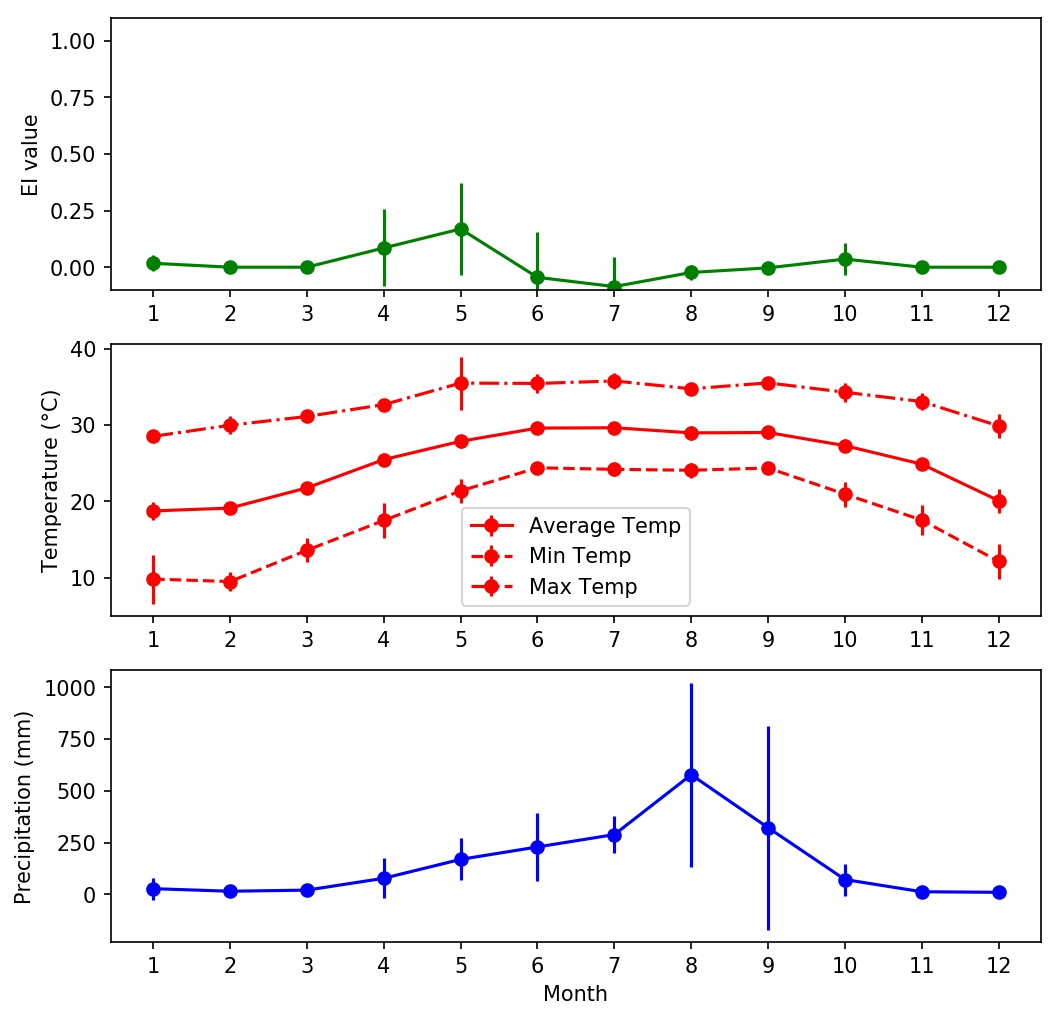 EI value
1.00
0.75
0.50
0.25
0.00
1 2 3 4 5 6 7 8 9 10 11 12
Temperature (°C)
40
30
20
10
Average Temp
Min Temp
Max Temp
1 2 3 4 5 6 7 8 9 10 11 12
Precipitation (mm)
1000
750
500
250
0
1 2 3 4 5 6 7 8 9 10 11 12
Month